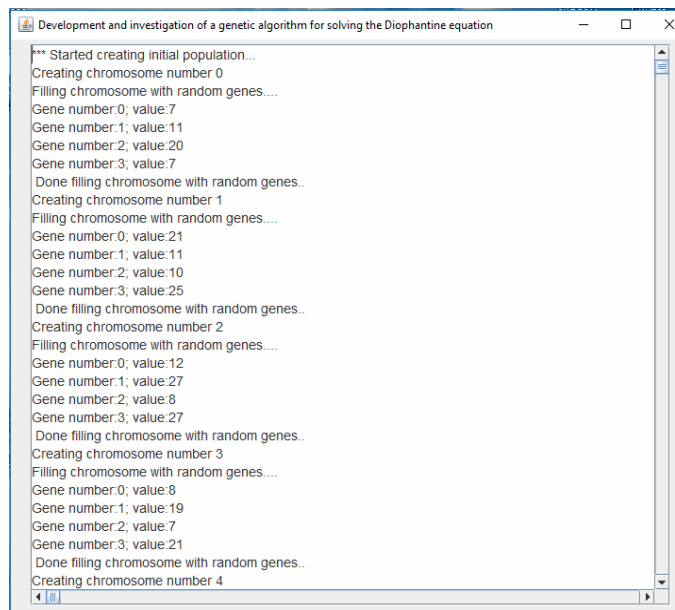 Development and investigation of a genetic algorithm for solving the Diophantine equation
*** Started creating initial population...
Creating chromosome number 0
Filling chromosome with random genes....
Gene number:0; value:7
Gene number:1; value:11
Gene number:2; value:20
Gene number:3; value:7
Done filling chromosome with random genes..
Creating chromosome number 1
Filling chromosome with random genes....
Gene number:0; value:21
Gene number:1; value:11
Gene number:2; value:10
Gene number:3; value:25
Done filling chromosome with random genes..
Creating chromosome number 2
Filling chromosome with random genes....
Gene number:0; value:12
Gene number:1; value:27
Gene number:2; value:8
Gene number:3; value:27
Done filling chromosome with random genes..
Creating chromosome number 3
Filling chromosome with random genes....
Gene number:0; value:8
Gene number:1; value:19
Gene number:2; value:7
Gene number:3; value:21
Done filling chromosome with random genes..
Creating chromosome number 4